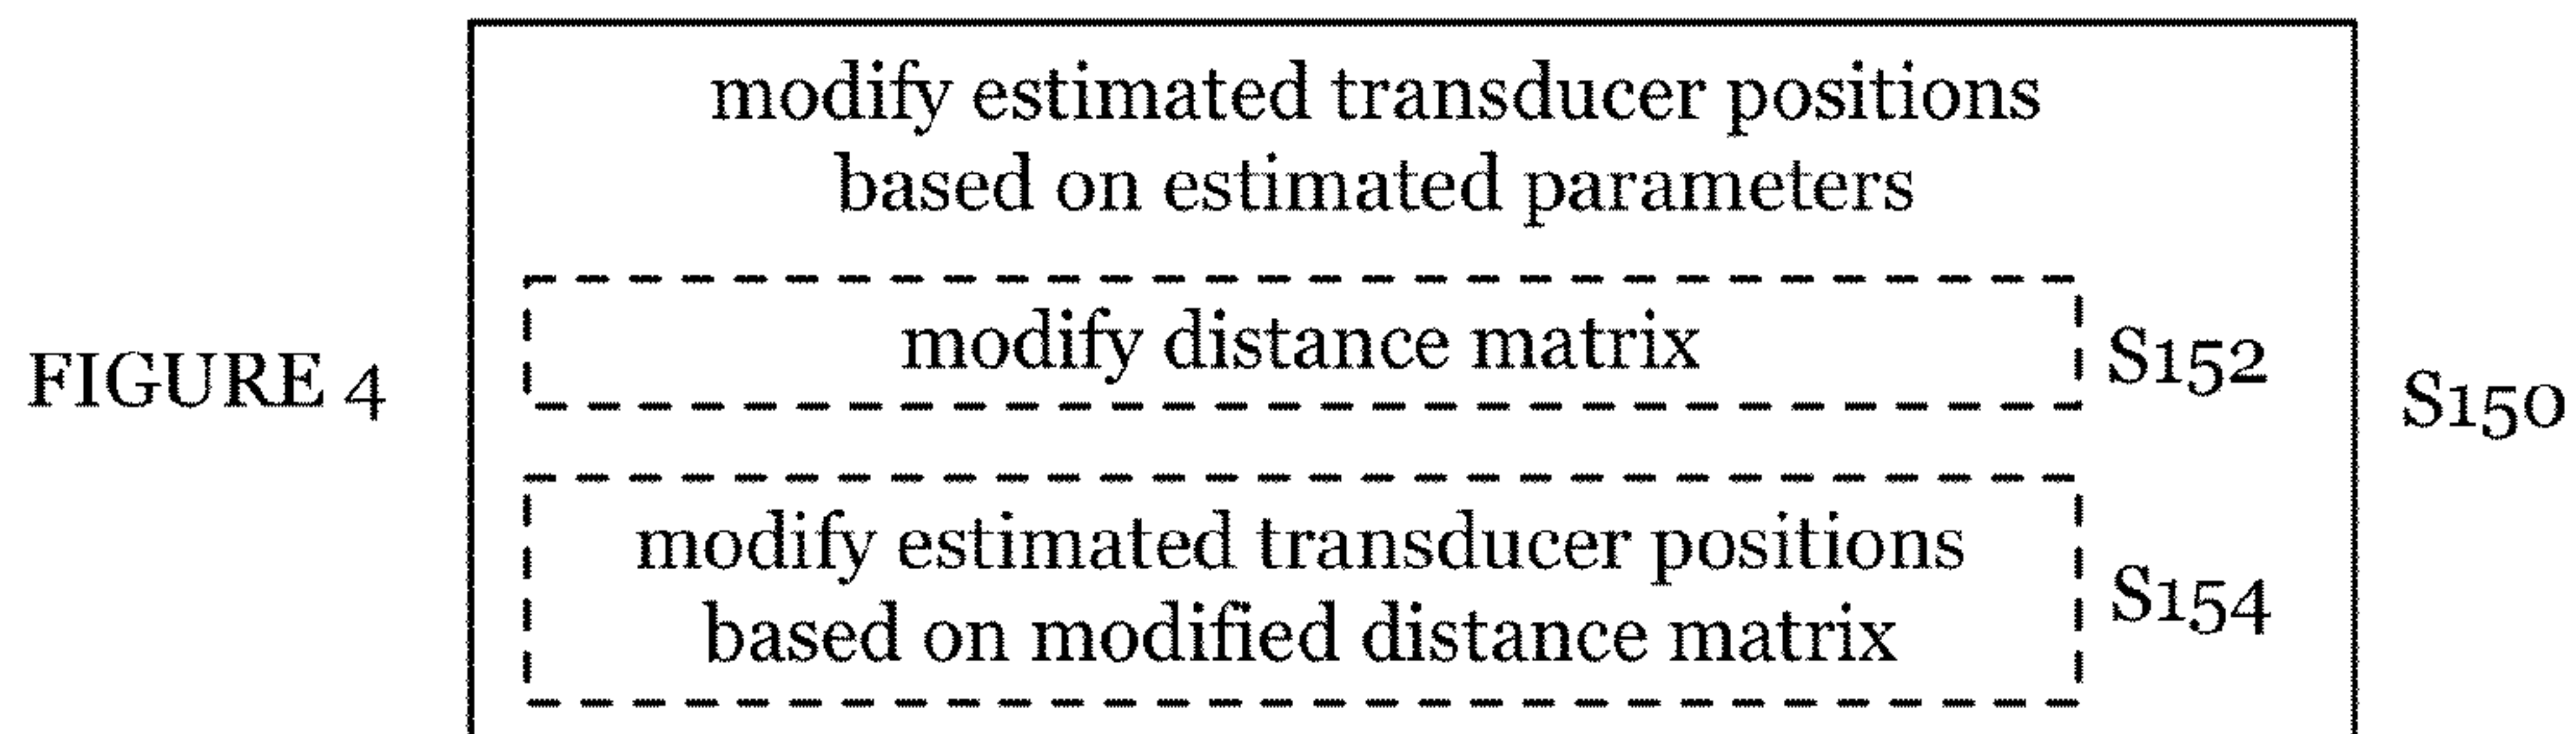 modify estimated transducer positions
based on estimated parameters
modify distance matrix
S152
FIGURE 4
S150
modify estimated transducer positions
based on modified distance matrix
S154